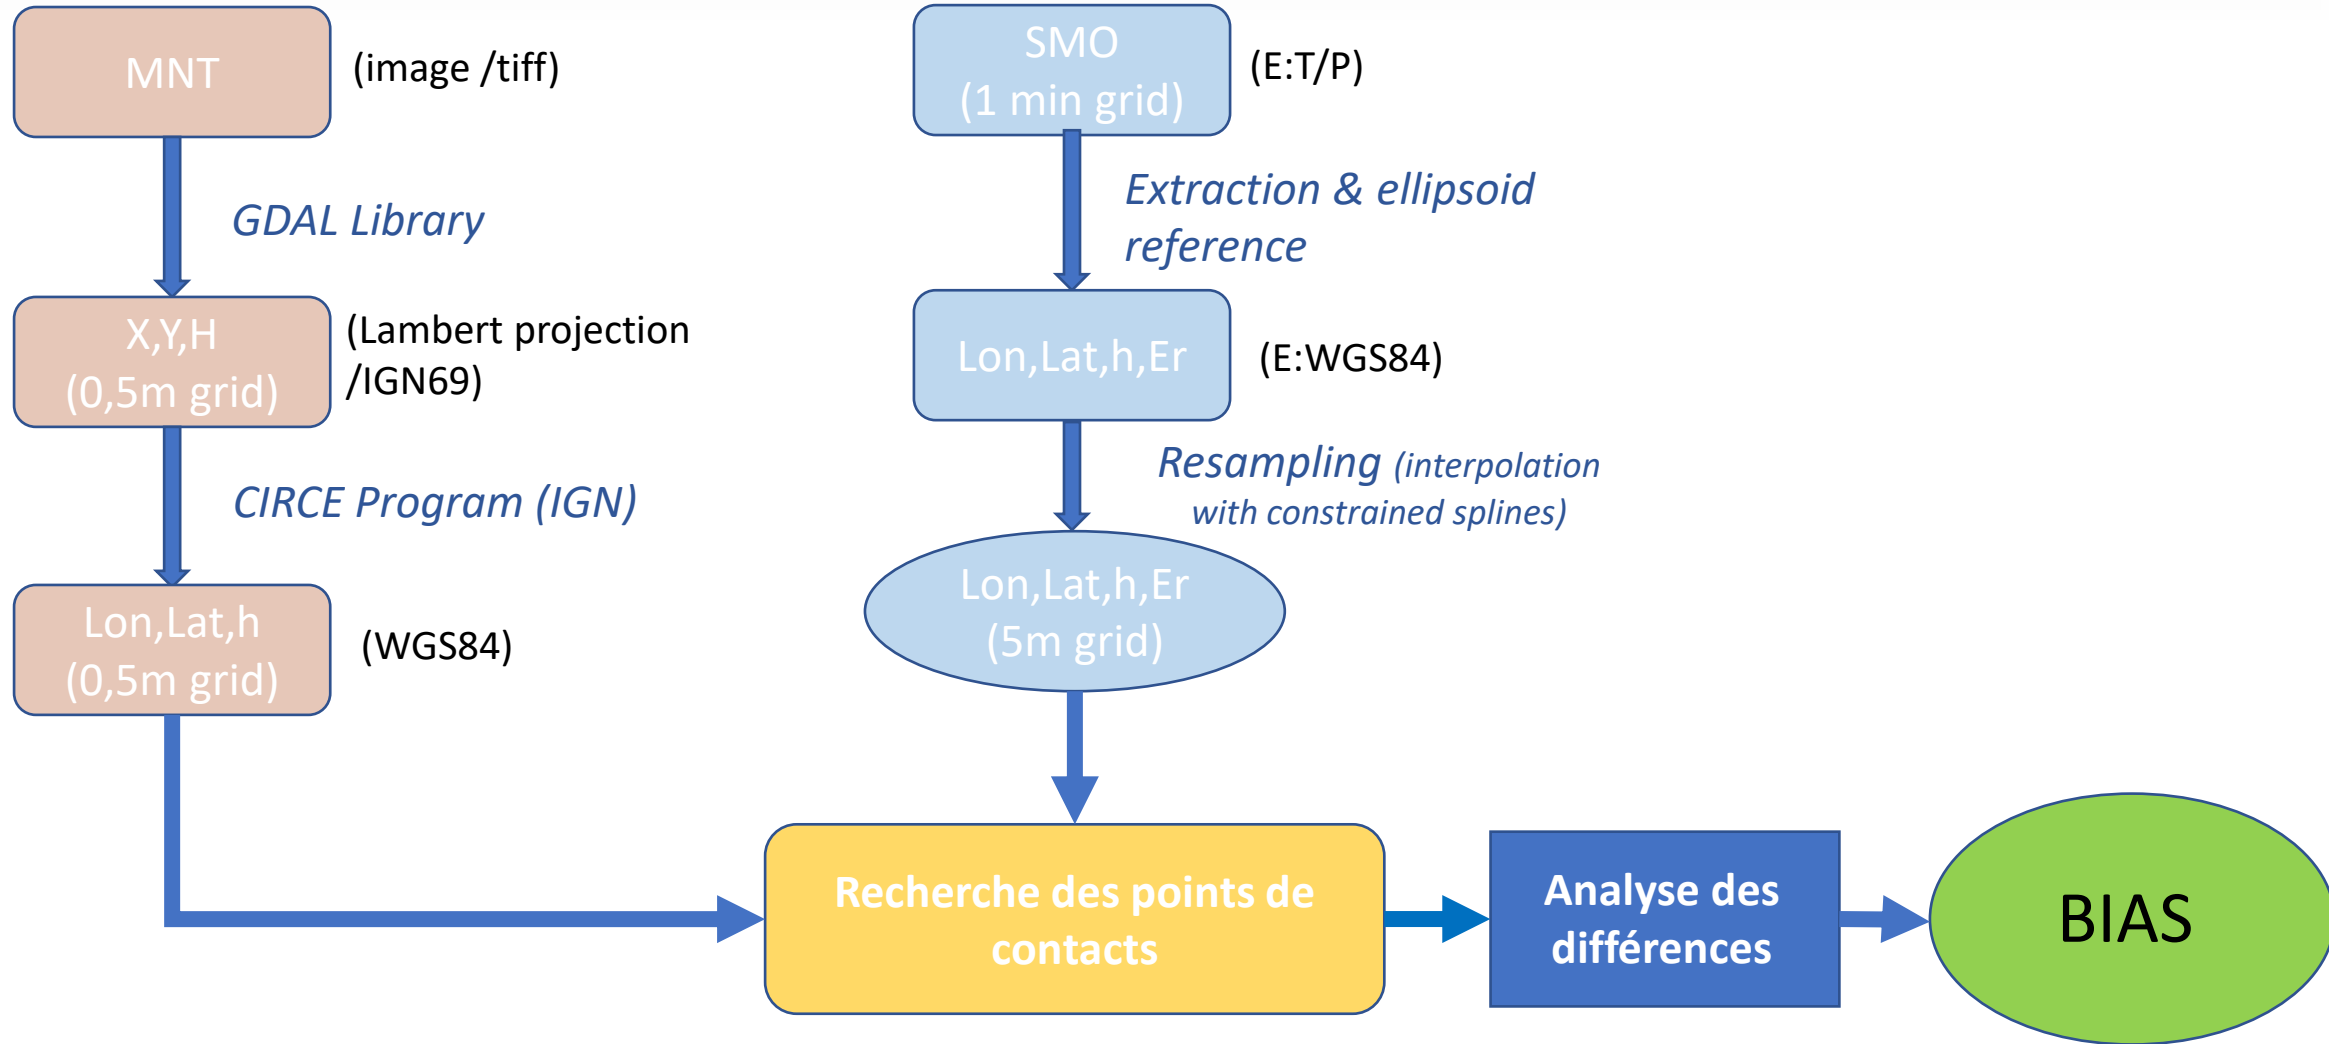 MNT
(image /tiff)
GDAL Library
X,Y,H
(0,5m grid)
(Lambert projection
/IGN69)
CIRCE Program (IGN)
Lon,Lat,h
(0,5m grid)
(WGS84)
SMO
(1 min grid)
(E:T/P)
Extraction & ellipsoid
reference
Lon,Lat,h,Er
(E:WGS84)
Resampling (interpolation
with constrained splines)
Lon,Lat,h,Er
(5m grid)
Recherche des points de
contacts
Analyse des
différences
BIAS